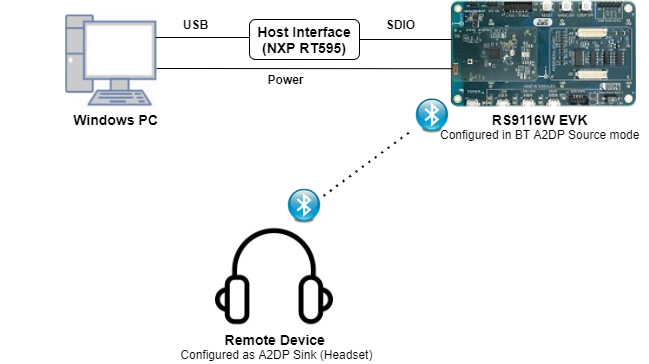 USB
Host Interface
(NXP RT595)
SDIO
Power
Windows PC
RS9116W EVK
Configured in BT A2DP Source mode
Remote Device
Configured as A2DP Sink (Headset)